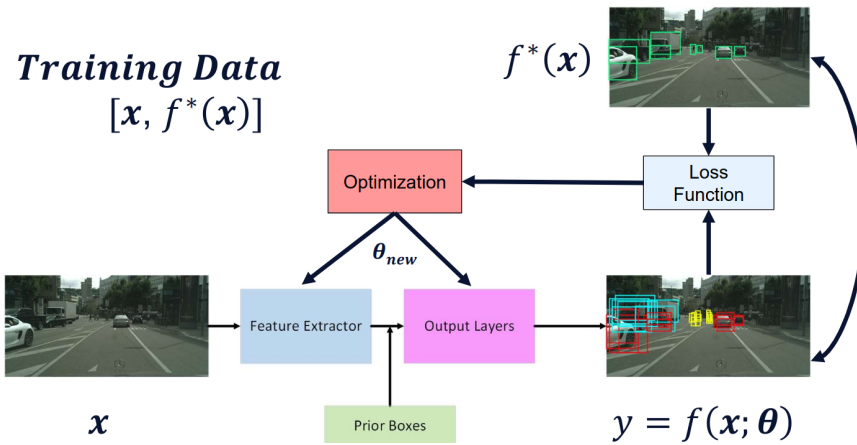 Training Data
[x, f*(x)]
f*(x)
Optimization
Loss
Function
θnew
Feature Extractor
Output Layers
Prior Boxes
x
y = f(x; θ)